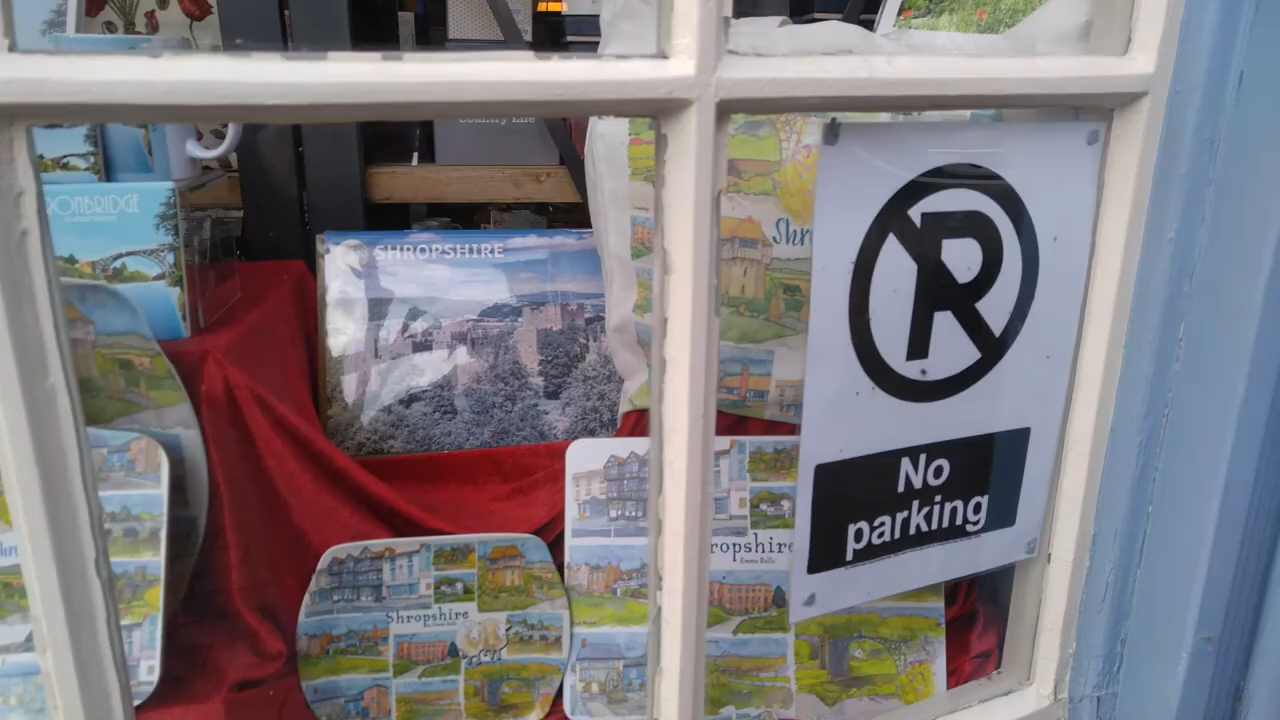 Country Life
RONBRIDGE
SHROPSHIRE
Shr
P
No
parking
ropshire
Emma Ball
Shropshire